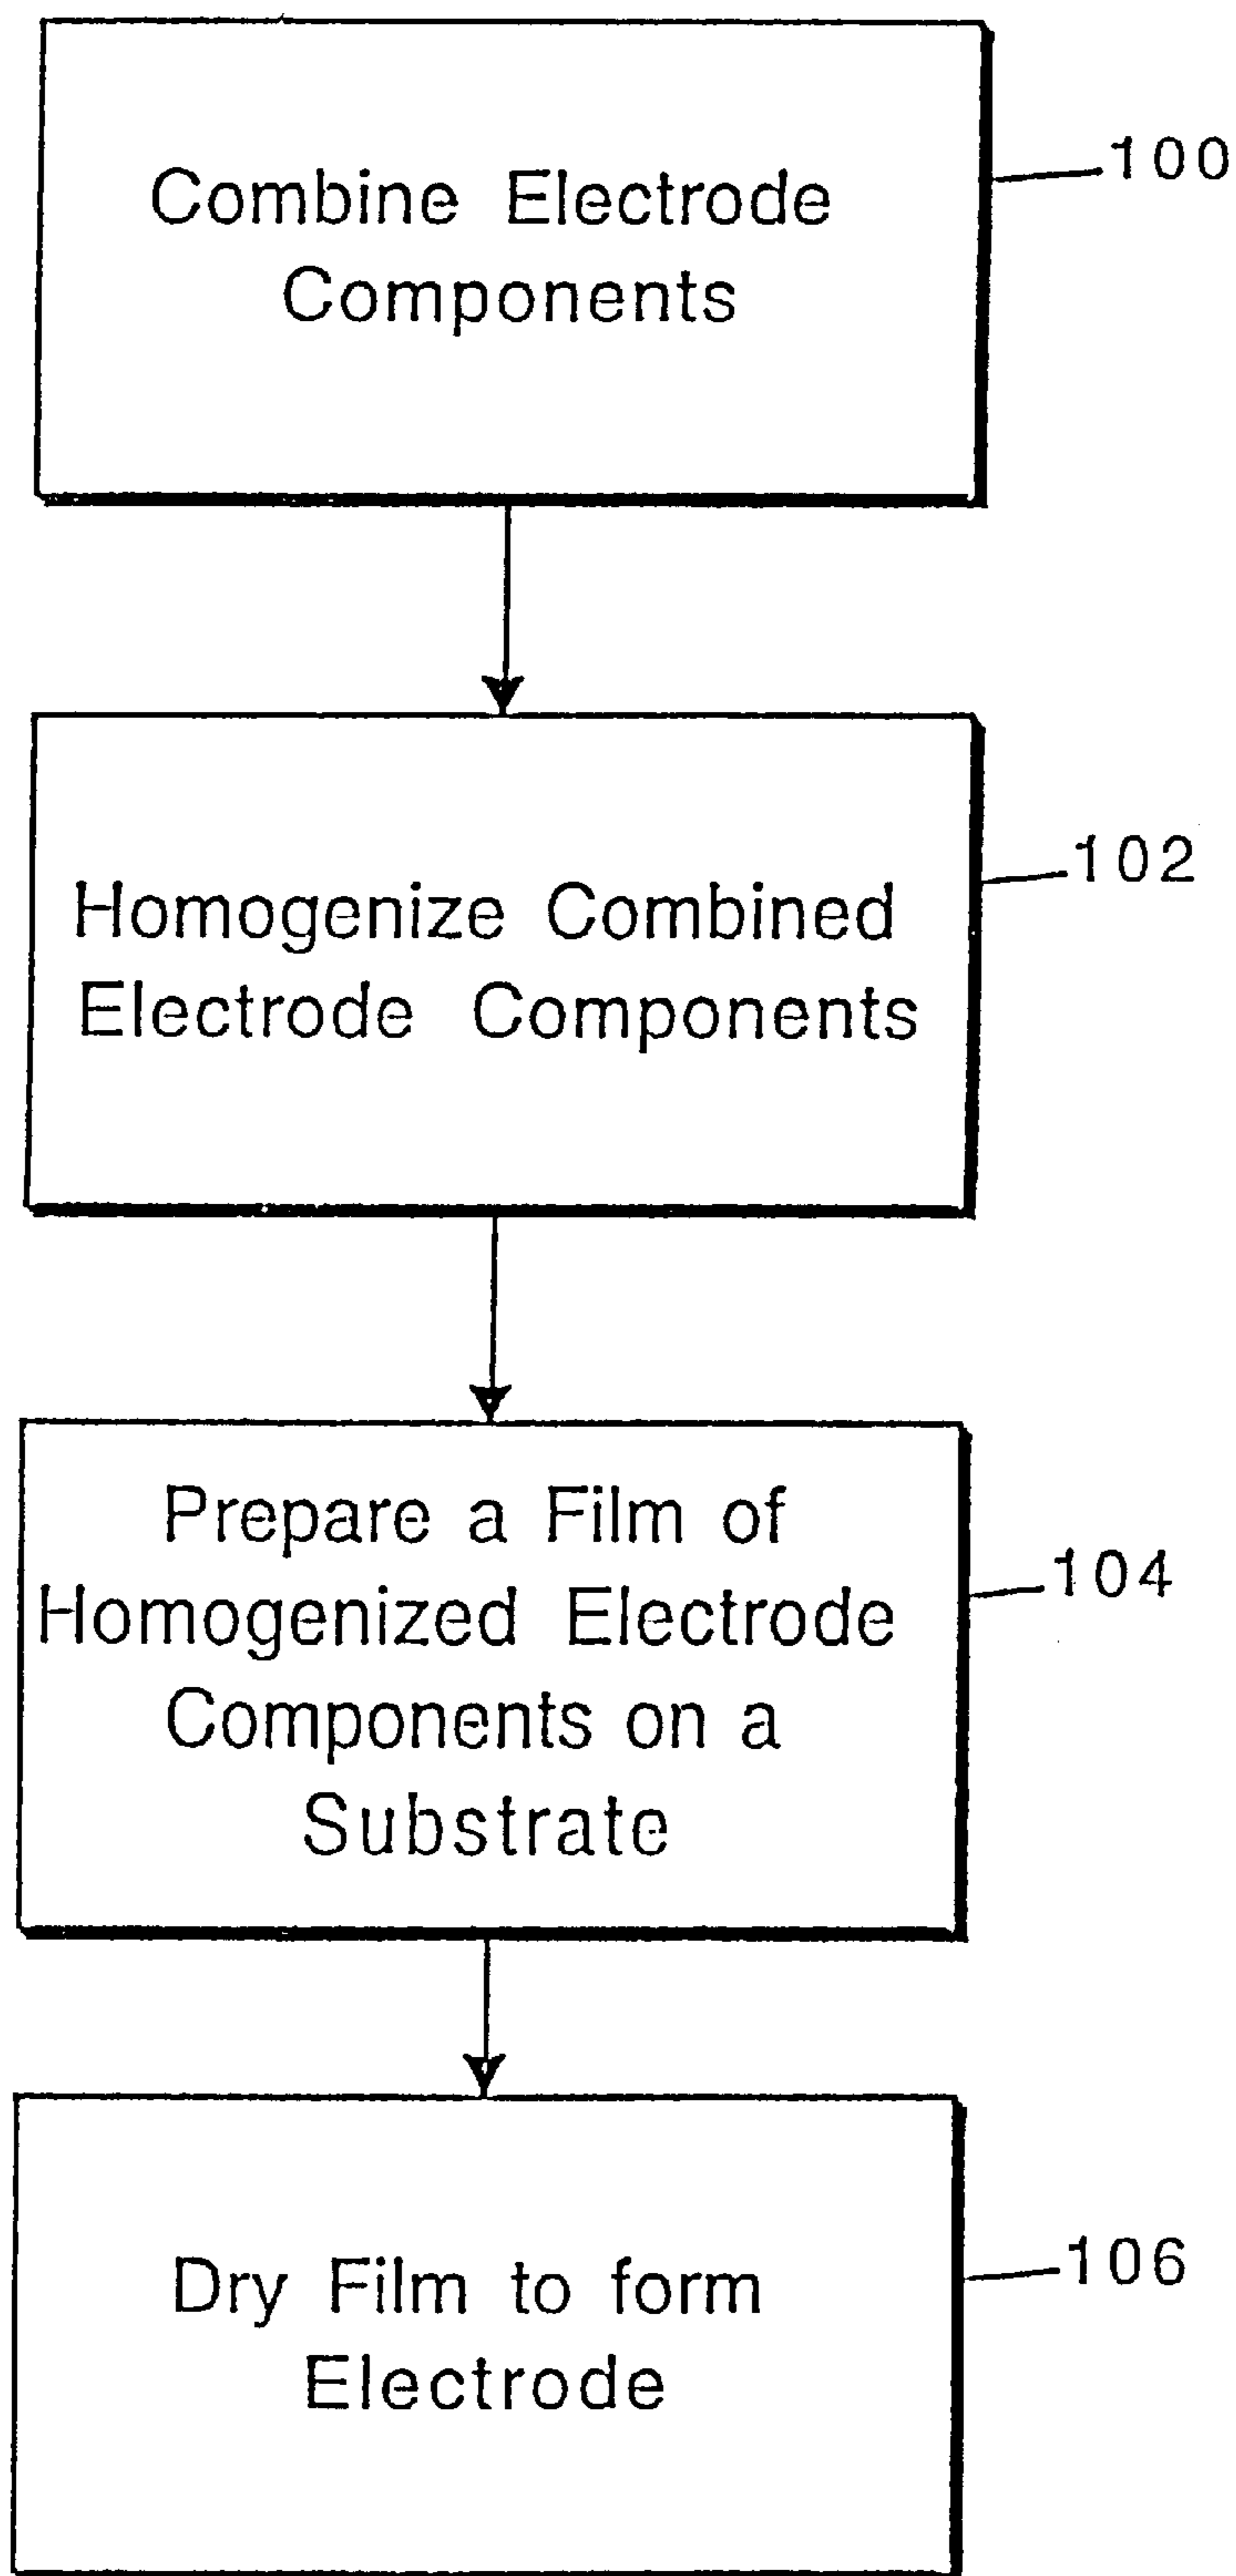 Combine Electrode
Components
100
Homogenize Combined
Electrode Components
102
Prepare a Film of
Homogenized Electrode
Components on a
Substrate
104
Dry Film to form
Electrode
106